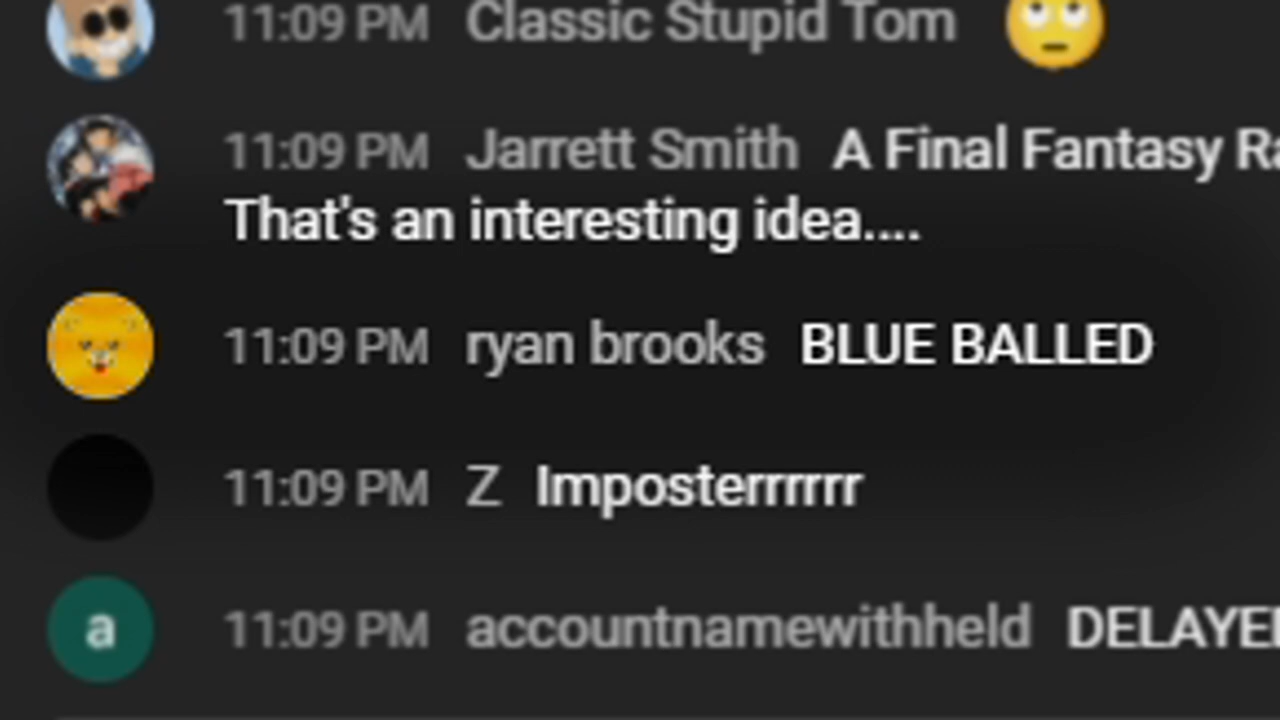 11:09 PM Classic Stupid Tom 🙄
11:09 PM Jarrett Smith A Final Fantasy
That's an interesting idea....
11:09 PM ryan brooks BLUE BALLED
11:09 PM Z Imposterrrrrr
a 11:09 PM accountnamewithheld